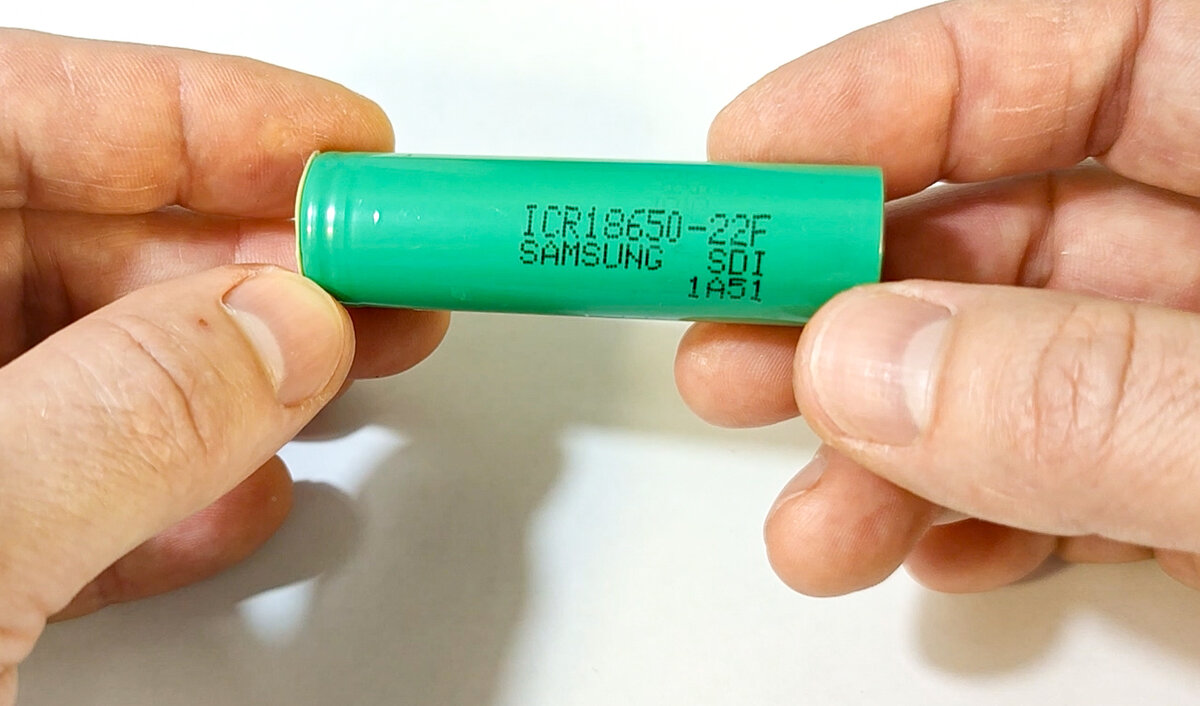 ICR18650-22F
SAMSUNG SDI
1A51